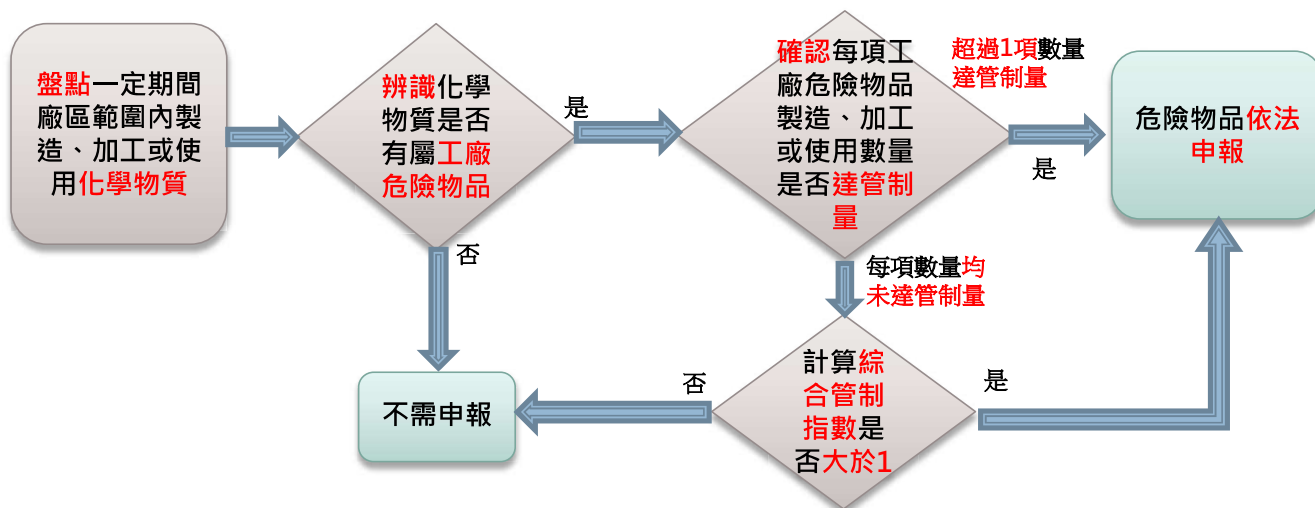 盤點一定期間
廠區範圍內製
造、加工或使
用化學物質
辨識化學
物質是否
有屬工廠
危險物品
是
否
確認每項工
廠危險物品
製造、加工
或使用數量
是否達管制
量
超過1項數量
達管制量
是
危險物品依法
申報
每項數量均
未達管制量
計算綜
合管制
指數是
否大於1
否
是
不需申報